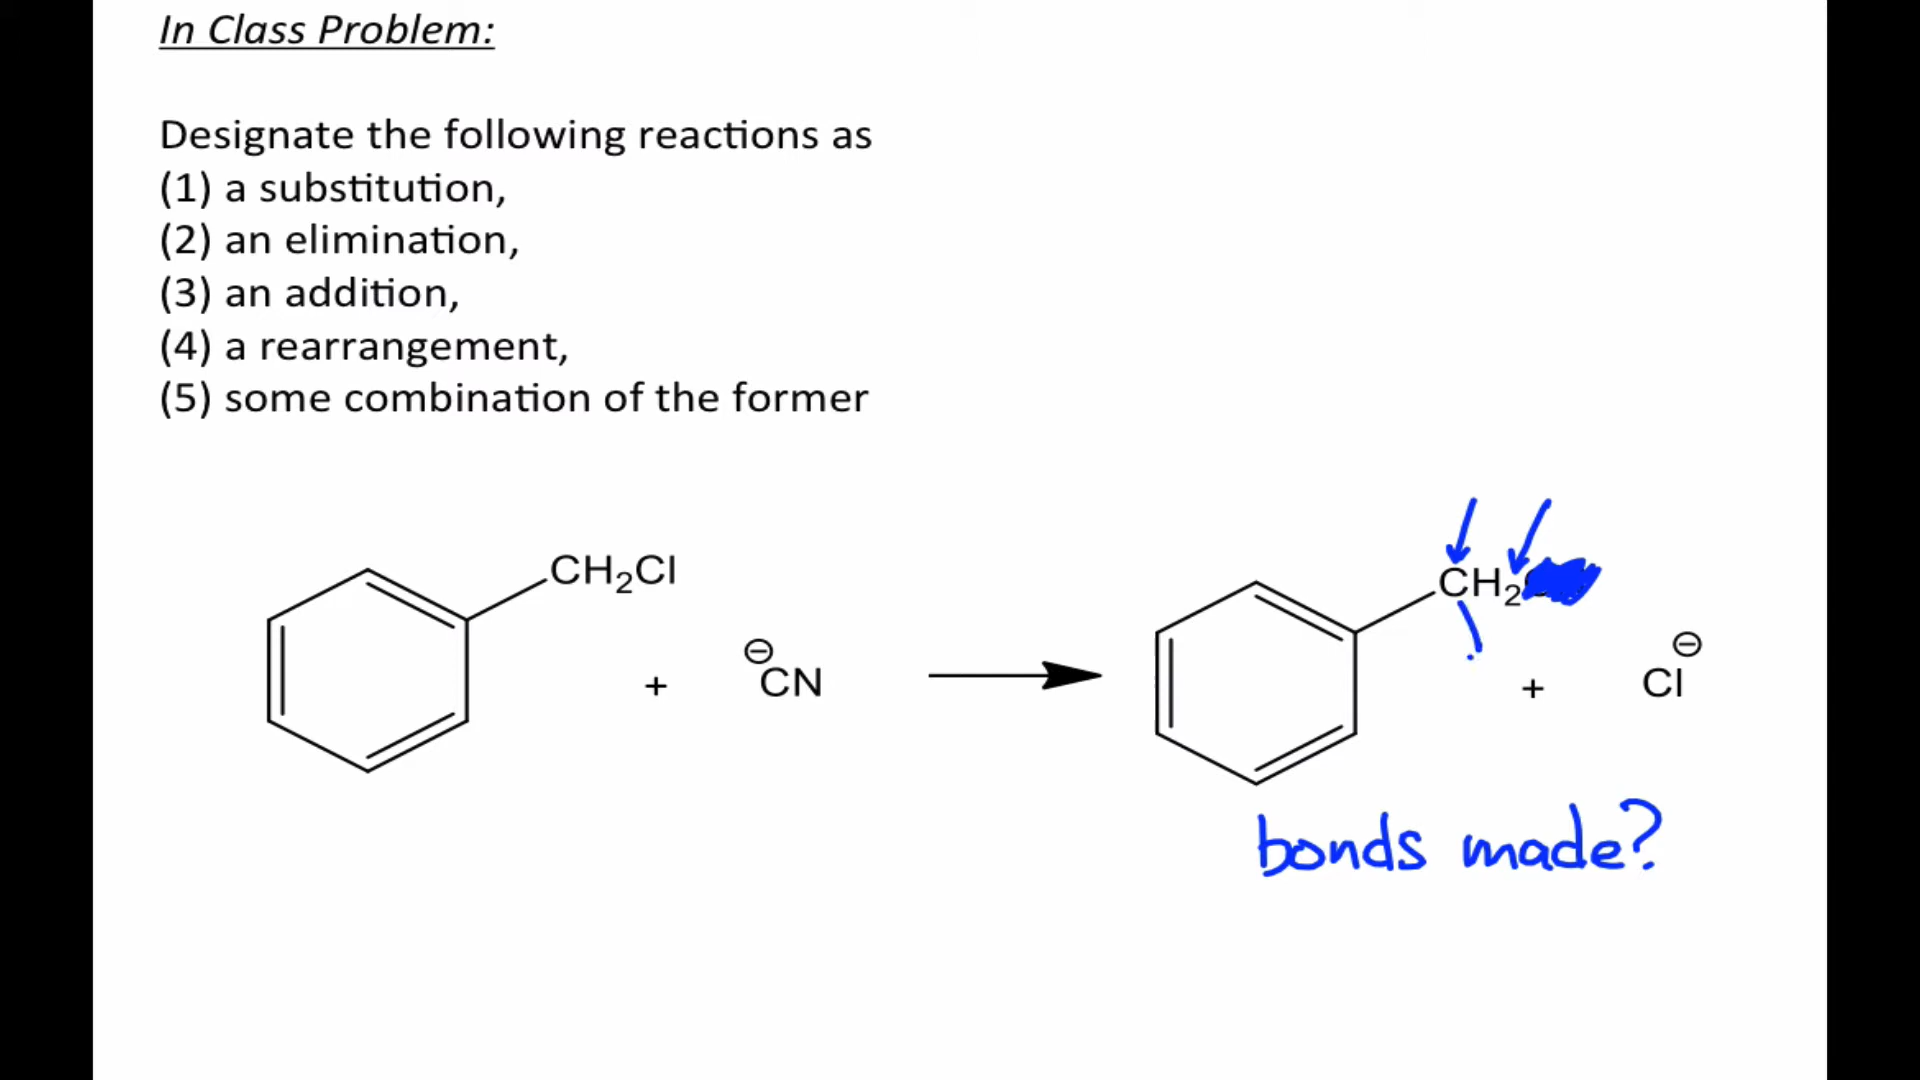 In Class Problem:
Designate the following reactions as
(1) a substitution,
(2) an elimination,
(3) an addition,
(4) a rearrangement,
(5) some combination of the former
CH₂Cl
+
⊖
CN
CH₂
+
⊖
Cl
bonds made?